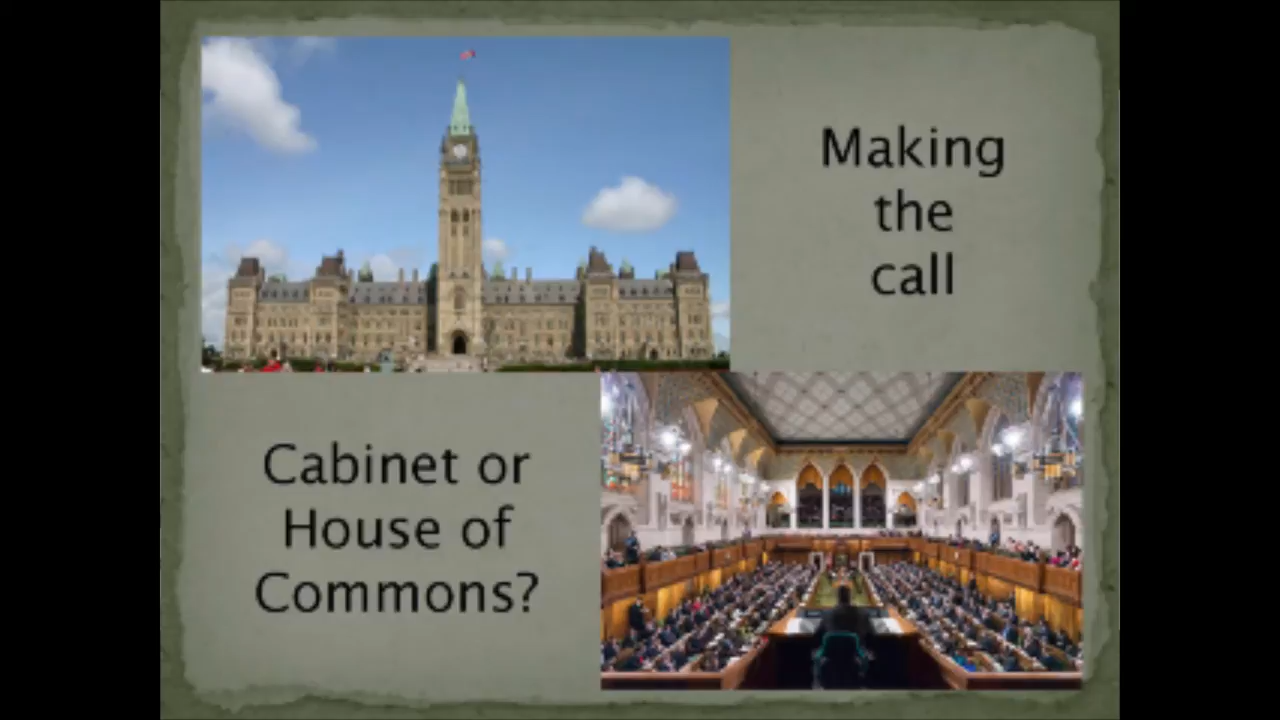 Making
the
call
Cabinet or
House of
Commons?